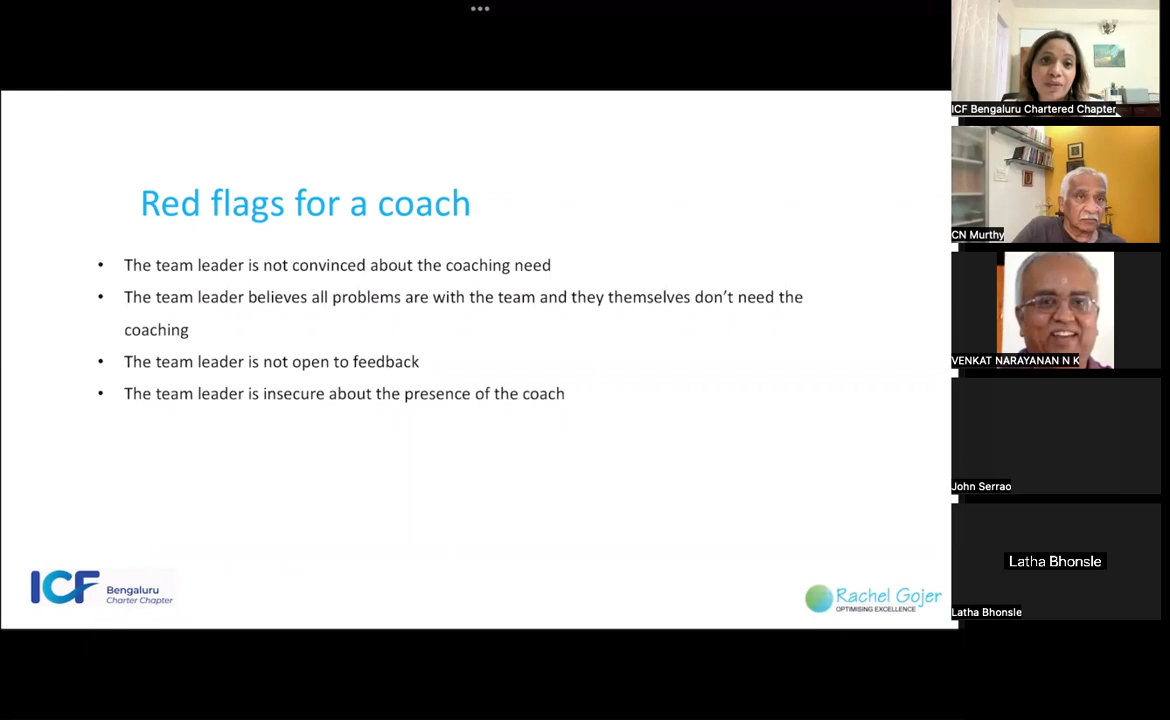 Red flags for a coach
• The team leader is not convinced about the coaching need
• The team leader believes all problems are with the team and they themselves don’t need the
coaching
• The team leader is not open to feedback
• The team leader is insecure about the presence of the coach
ICF Bengaluru
Charter Chapter
Rachel Gojer
OPTIMISING EXCELLENCE
ICF Bengaluru Chartered Chapter
CN Murthy
VENKAT NARAYANAN N K
John Serrao
Latha Bhonsle
Latha Bhonsle